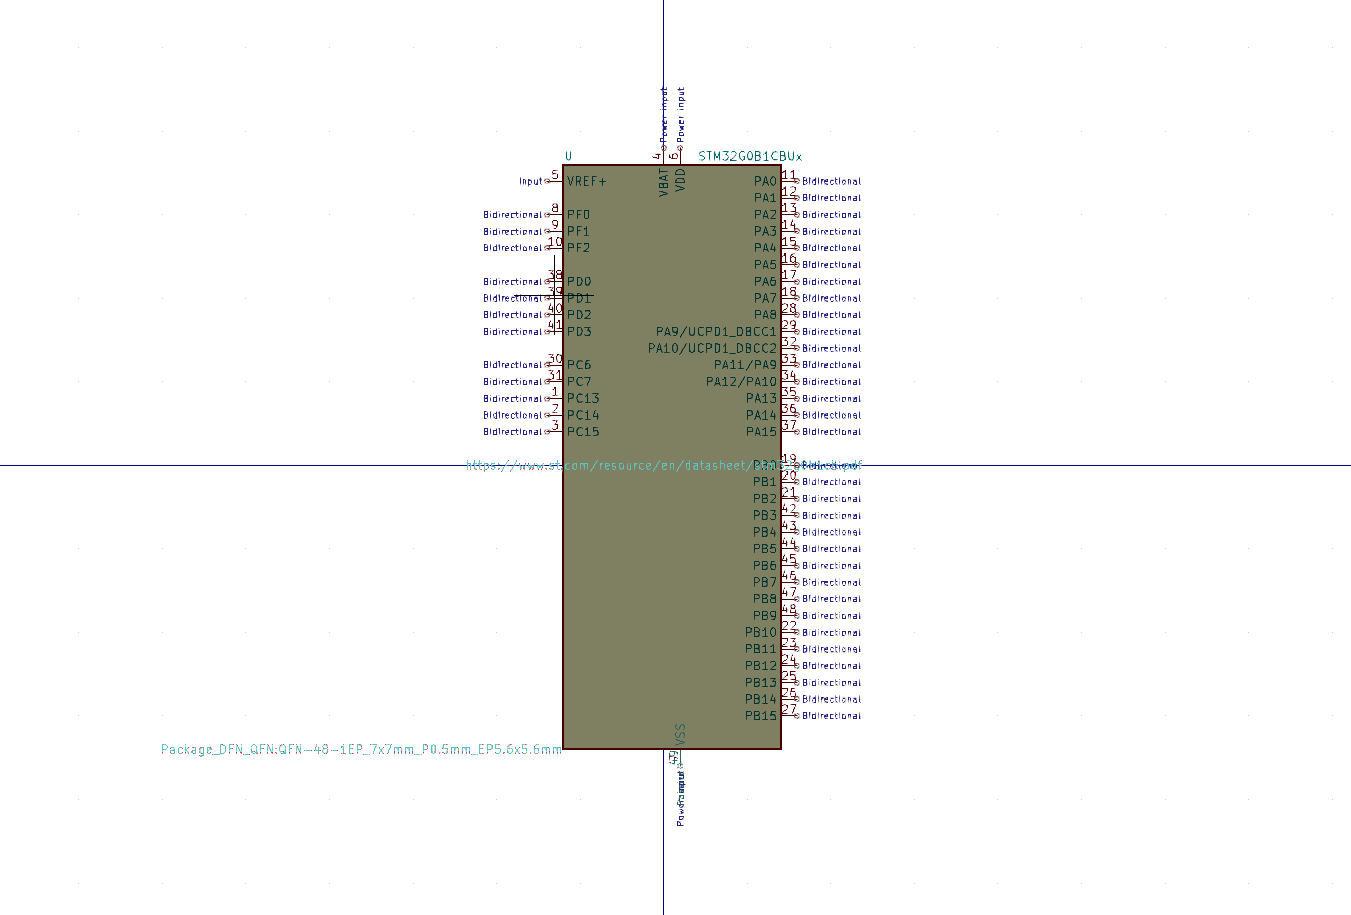 Power input
Power input
4
6
U
STM32G0B1CBUx
VBAT
VDD
Input 5 VREF+
PA0 11 Bidirectional
PA1 12 Bidirectional
Bidirectional 8 PF0
PA2 13 Bidirectional
Bidirectional 9 PF1
PA3 14 Bidirectional
Bidirectional 10 PF2
PA4 15 Bidirectional
PA5 16 Bidirectional
Bidirectional 38 PD0
PA6 17 Bidirectional
Bidirectional 39 PD1
PA7 18 Bidirectional
Bidirectional 40 PD2
PA8 28 Bidirectional
Bidirectional 41 PD3
PA9/UCPD1_DBCC1 29 Bidirectional
PA10/UCPD1_DBCC2 32 Bidirectional
Bidirectional 30 PC6
PA11/PA9 33 Bidirectional
Bidirectional 31 PC7
PA12/PA10 34 Bidirectional
Bidirectional 1 PC13
PA13 35 Bidirectional
Bidirectional 2 PC14
PA14 36 Bidirectional
Bidirectional 3 PC15
PA15 37 Bidirectional
https://www.st.com/resource/en/datasheet/
19
PB1 20 Bidirectional
PB2 21 Bidirectional
PB3 42 Bidirectional
PB4 43 Bidirectional
PB5 44 Bidirectional
PB6 45 Bidirectional
PB7 46 Bidirectional
PB8 47 Bidirectional
PB9 48 Bidirectional
PB10 22 Bidirectional
PB11 23 Bidirectional
PB12 24 Bidirectional
PB13 25 Bidirectional
PB14 26 Bidirectional
PB15 27 Bidirectional
VSS
Package_DFN_QFN:QFN-48-1EP_7x7mm_P0.5mm_EP5.6x5.6mm